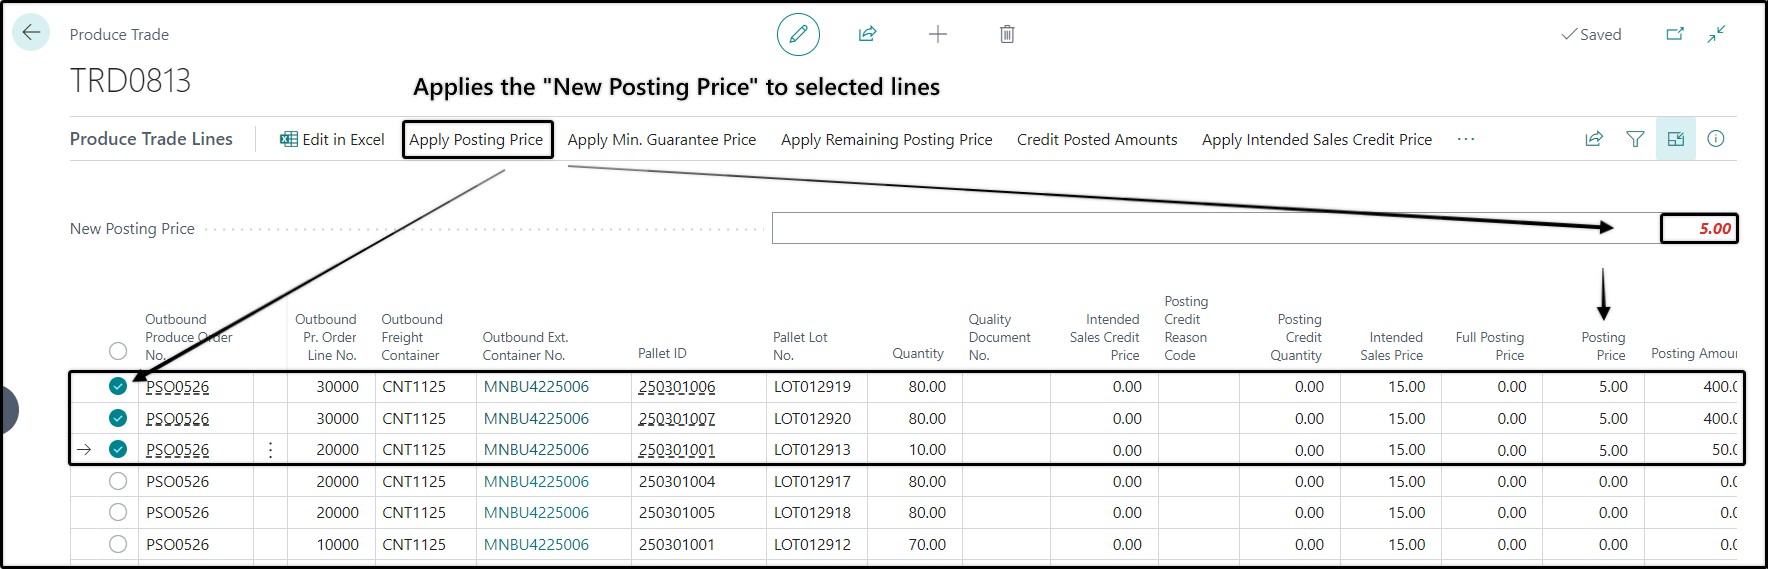 Produce Trade
Saved
TRD0813
Applies the "New Posting Price" to selected lines
Produce Trade Lines Edit in Excel Apply Posting Price Apply Min. Guarantee Price Apply Remaining Posting Price Credit Posted Amounts Apply Intended Sales Credit Price ...
New Posting Price 5.00
Outbound Produce Order No. Outbound Pr. Order Line No. Outbound Freight Container Outbound Ext. Container No. Pallet ID Pallet Lot No. Quantity Quality Document No. Intended Sales Credit Price Posting Credit Reason Code Posting Credit Quantity Intended Sales Price Full Posting Price Posting Price Posting Amour
PSO0526 30000 CNT1125 MNBU4225006 250301006 LOT012919 80.00 0.00 0.00 15.00 0.00 5.00 400.0
PSO0526 30000 CNT1125 MNBU4225006 250301007 LOT012920 80.00 0.00 0.00 15.00 0.00 5.00 400.0
PSO0526 20000 CNT1125 MNBU4225006 250301001 LOT012913 10.00 0.00 0.00 15.00 0.00 5.00 50.0
PSO0526 20000 CNT1125 MNBU4225006 250301004 LOT012917 80.00 0.00 0.00 15.00 0.00 0.00 0.0
PSO0526 20000 CNT1125 MNBU4225006 250301005 LOT012918 80.00 0.00 0.00 15.00 0.00 0.00 0.0
PSO0526 10000 CNT1125 MNBU4225006 250301001 LOT012912 70.00 0.00 0.00 15.00 0.00 0.00 0.0